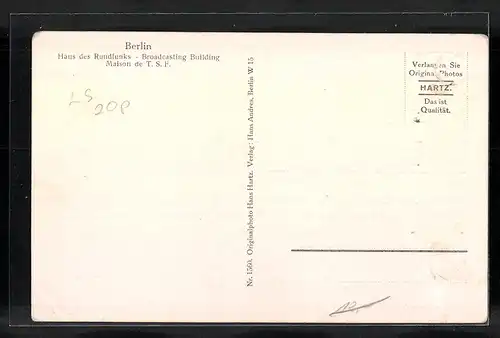 Berlin
Haus des Rundfunks - Broadcasting Building
Maison de T. S. F.
LS
20p
Nr. 1560. Originalphoto Hans Hartz. Verlag: Hans Andres, Berlin W 15
Verlangen Sie
Original Photos
HARTZ.
Das ist
Qualität.